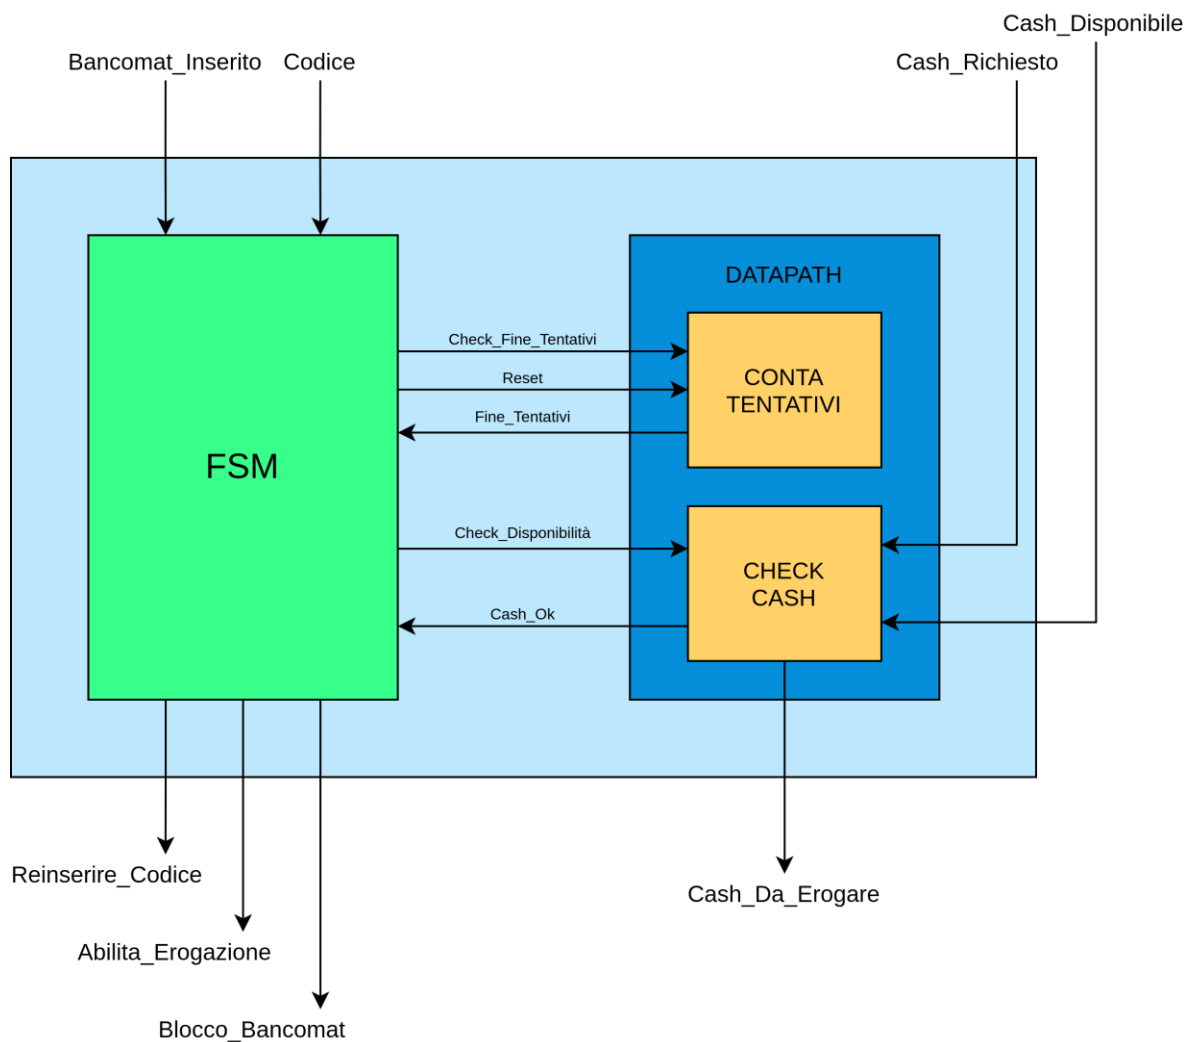 Cash_Disponibile
Bancomat_Inserito
Codice
Cash_Richiesto
DATAPATH
Check_Fine_Tentativi
Reset
Fine_Tentativi
CONTA
TENTATIVI
FSM
Check_Disponibilità
Cash_Ok
CHECK
CASH
Reinserire_Codice
Cash_Da_Erogare
Abilita_Erogazione
Blocco_Bancomat